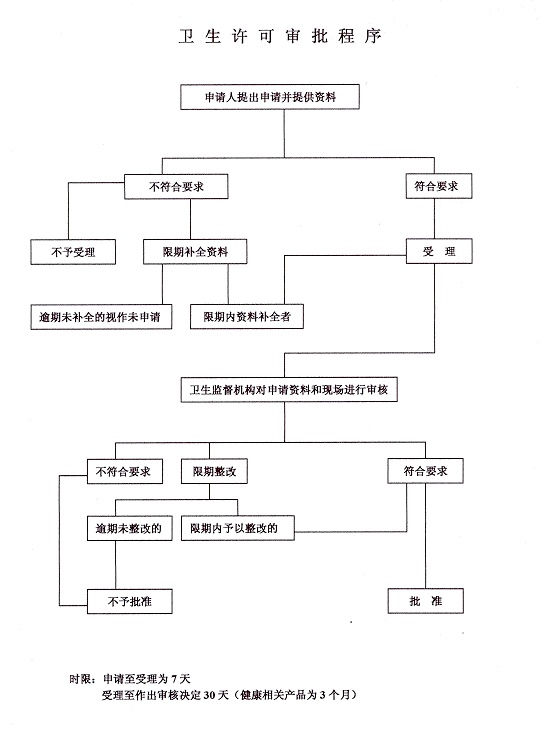 卫生许可审批程序
申请人提出申请并提供资料
不符合要求
符合要求
不予受理
限期补全资料
受 理
逾期未补全的视作未申请
限期内资料补全者
卫生监督机构对申请资料和现场进行审核
不符合要求
限期整改
符合要求
逾期未整改的
限期内予以整改的
不予批准
批 准
时限：申请至受理为 7 天
受理至作出审核决定 30 天（健康相关产品为 3 个月）